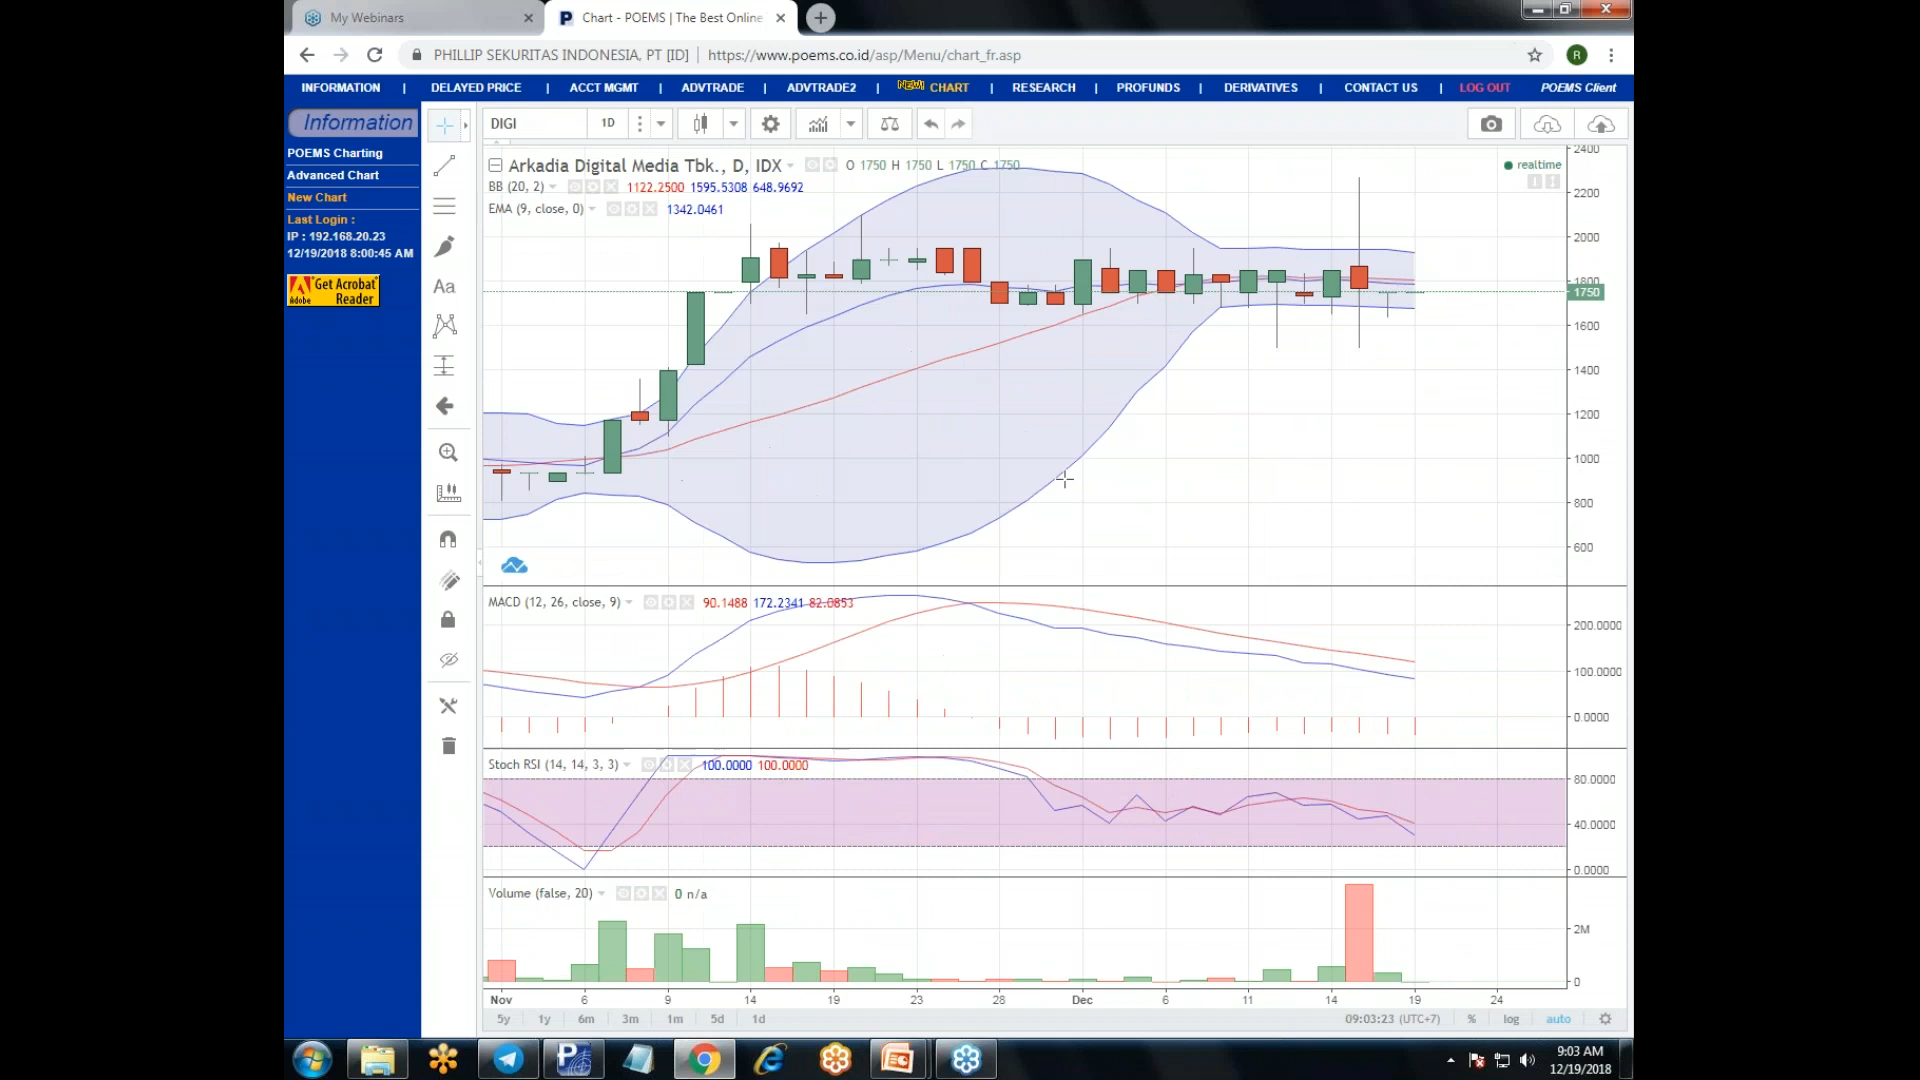 My Webinars
Chart - POEMS | The Best Online
PHILLIP SEKURITAS INDONESIA, PT [ID] | https://www.poems.co.id/asp/Menu/chart_fr.asp
R
INFORMATION | DELAYED PRICE | ACCT MGMT | ADVTRADE | ADVTRADE2 | NEW! CHART | RESEARCH | PROFUNDS | DERIVATIVES | CONTACT US | LOG OUT POEMS Client
Information
POEMS Charting
Advanced Chart
New Chart
Last Login :
IP : 192.168.20.23
12/19/2018 8:00:45 AM
Get Acrobat
Adobe Reader
Aa
DIGI 1D
Arkadia Digital Media Tbk., D, IDX O 1750 H 1750 L 1750 C 1750
realtime
BB (20, 2) 1122.2500 1595.5308 648.9692
EMA (9, close, 0) 1342.0461
2400
2200
2000
1800
1750
1600
1400
1200
1000
800
600
MACD (12, 26, close, 9) 90.1488 172.2341 82.0853
200.0000
100.0000
0.0000
Stoch RSI (14, 14, 3, 3) 100.0000 100.0000
80.0000
40.0000
0.0000
Volume (false, 20) 0 n/a
2M
0
Nov 6 9 14 19 23 28 Dec 6 11 14 19 24
5y 1y 6m 3m 1m 5d 1d 09:03:23 (UTC+7) % log auto
9:03 AM
12/19/2018